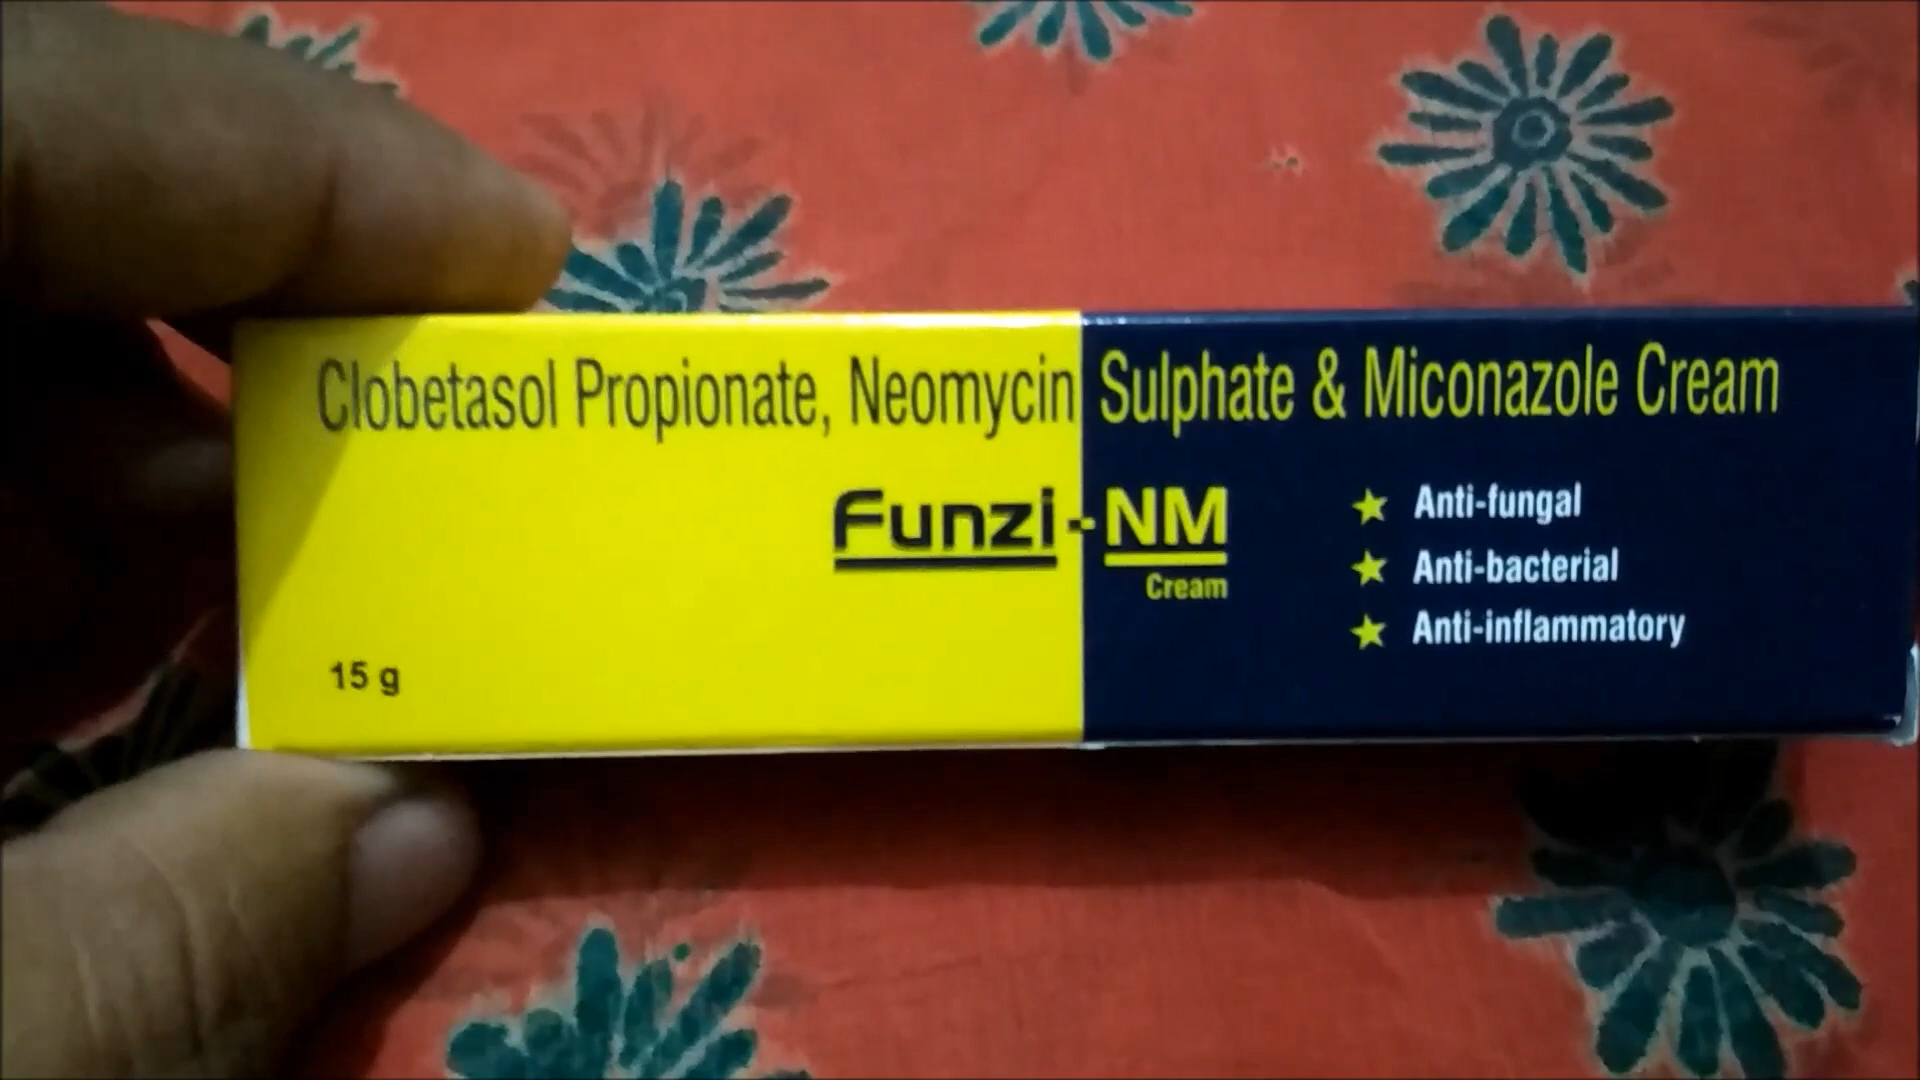 Clobetasol Propionate, Neomycin Sulphate & Miconazole Cream
Funzi-NM
Cream
Anti-fungal
Anti-bacterial
Anti-inflammatory
15 g